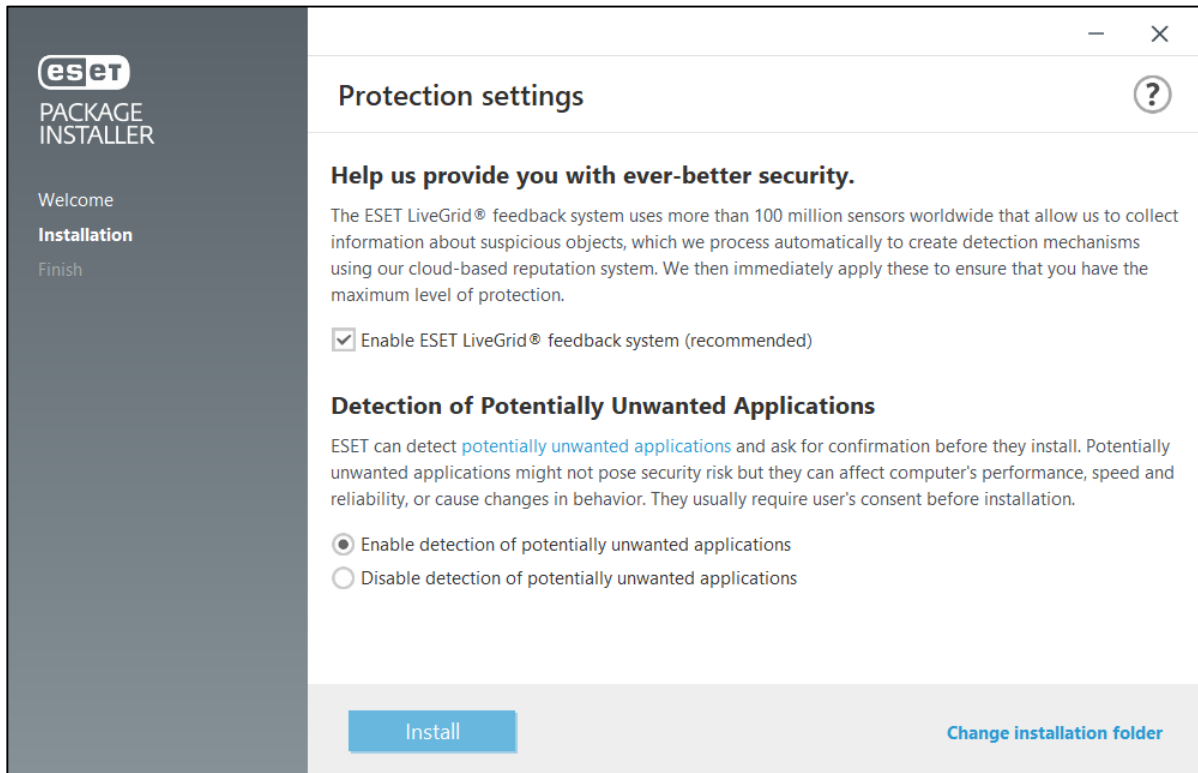 eseT
PACKAGE
INSTALLER
Welcome
Installation
Finish
Protection settings
?
Help us provide you with ever-better security.
The ESET LiveGrid® feedback system uses more than 100 million sensors worldwide that allow us to collect
information about suspicious objects, which we process automatically to create detection mechanisms
using our cloud-based reputation system. We then immediately apply these to ensure that you have the
maximum level of protection.
Enable ESET LiveGrid® feedback system (recommended)
Detection of Potentially Unwanted Applications
ESET can detect potentially unwanted applications and ask for confirmation before they install. Potentially
unwanted applications might not pose security risk but they can affect computer's performance, speed and
reliability, or cause changes in behavior. They usually require user's consent before installation.
Enable detection of potentially unwanted applications
Disable detection of potentially unwanted applications
Install
Change installation folder